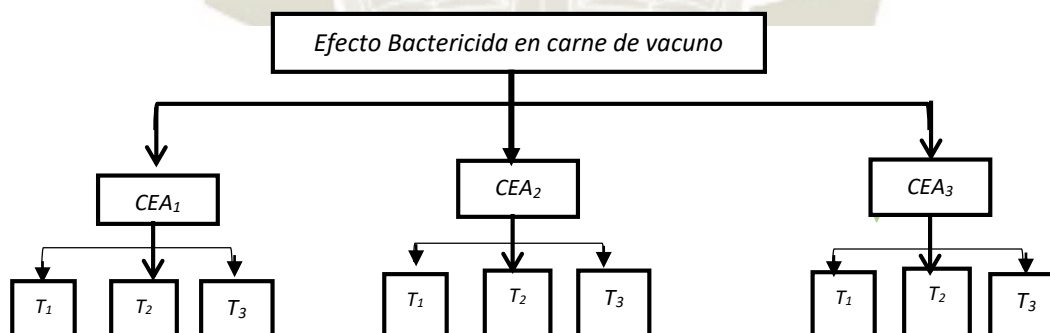 Efecto Bactericida en carne de vacuno
CEA₁ CEA₂ CEA₃
T₁ T₂ T₃ T₁ T₂ T₃ T₁ T₂ T₃